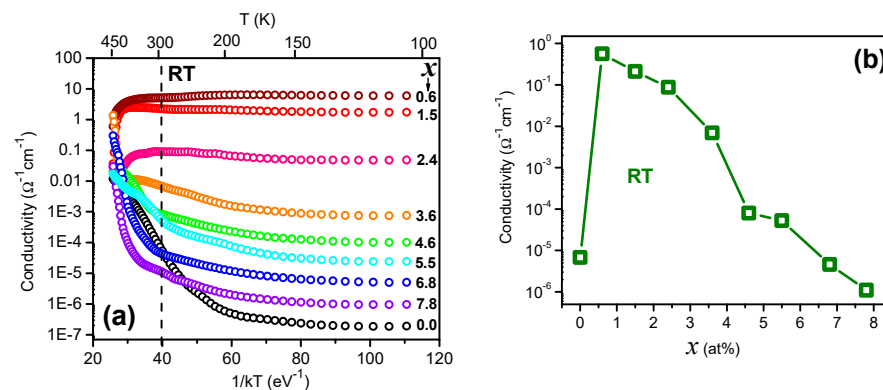 T (K)
450 300 200 150 100
100
10
1
0.1
0.01
1E-3
1E-4
1E-5
1E-6
1E-7
Conductivity (Ω⁻¹cm⁻¹)
RT
x
0.6
1.5
2.4
3.6
4.6
5.5
6.8
7.8
0.0
(a)
20 40 60 80 100 120
1/kT (eV⁻¹)
(b)
10⁰
10⁻¹
10⁻²
10⁻³
10⁻⁴
10⁻⁵
10⁻⁶
Conductivity (Ω⁻¹cm⁻¹)
RT
0 1 2 3 4 5 6 7 8
x (at%)